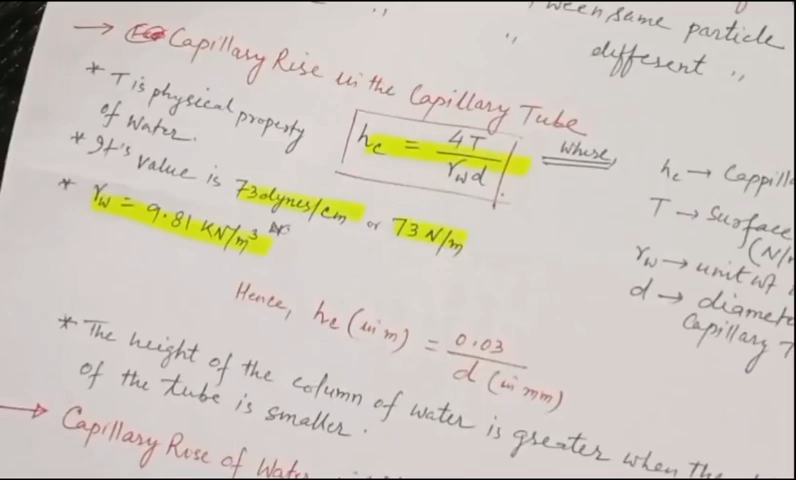 ween same particle
"
different "
→ Capillary Rise in the Capillary Tube
* T is physical property
of water.
* It's value is 73 dynes/cm or 73 N/m
* γw = 9.81 KN/m³
hc = 4T / γw d
where,
hc → Cappill
T → Surface
(N/
γw → unit wt
d → diamet
Capillary T
Hence, hc (in m) = 0.03 / d (in mm)
* The height of the column of water is greater when the
of the tube is smaller.
→ Capillary Rise of Water